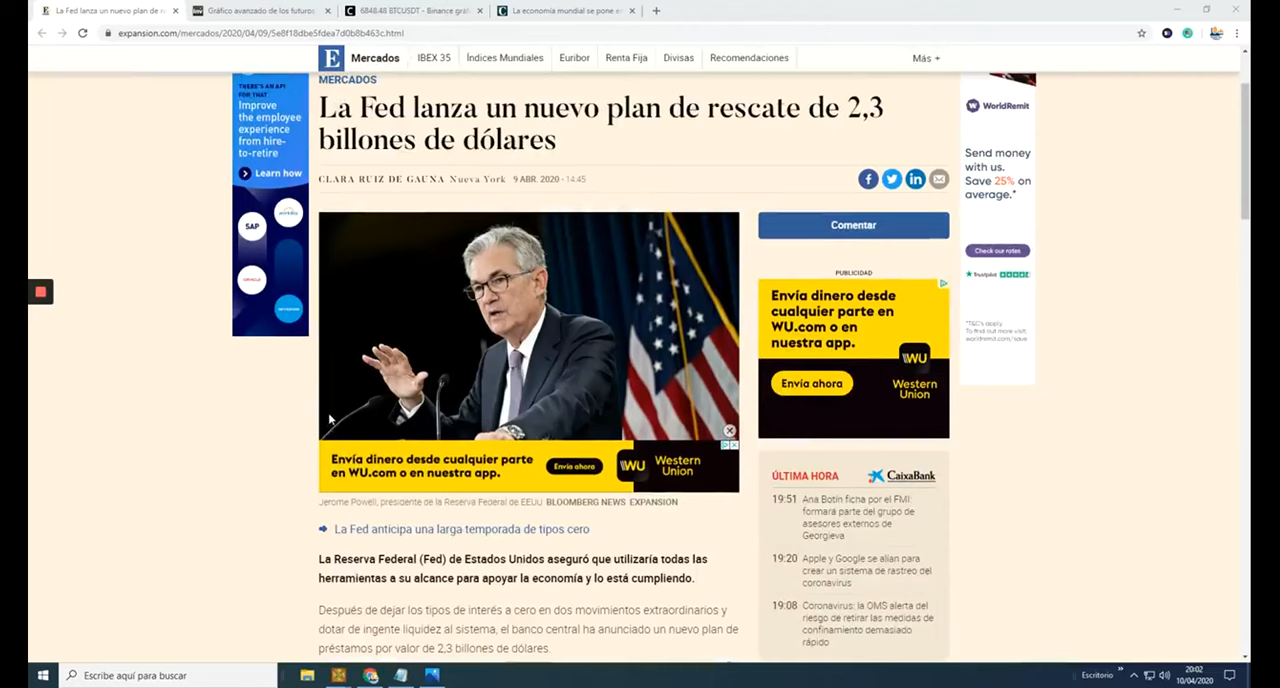 La Fed lanza un nuevo plan de re
Gráfico avanzado de los futuros
6848.48 BTCUSDT - Binance grá
La economía mundial se pone e
expansion.com/mercados/2020/04/09/5e8f18dbe5fdea7d0b8b463c.html
E
Mercados
IBEX 35
Índices Mundiales
Euribor
Renta Fija
Divisas
Recomendaciones
Más +
MERCADOS
La Fed lanza un nuevo plan de rescate de 2,3
billones de dólares
CLARA RUIZ DE GAUNA Nueva York 9 ABR. 2020 - 14:45
THERE'S AN API
FOR THAT
Improve
the employee
experience
from hire-
to-retire
Learn how
SAP
WorldRemit
Send money
with us.
Save 25% on
average.*
Check our rates
Trustpilot
*T&C's apply.
To find out more visit;
worldremit.com/save
Comentar
PUBLICIDAD
Envía dinero desde
cualquier parte en
WU.com o en
nuestra app.
Envía ahora
WU
Western
Union
Envía dinero desde cualquier parte
en WU.com o en nuestra app.
Envía ahora
WU
Western
Union
Jerome Powell, presidente de la Reserva Federal de EEUU BLOOMBERG NEWS EXPANSION
La Fed anticipa una larga temporada de tipos cero
La Reserva Federal (Fed) de Estados Unidos aseguró que utilizaría todas las
herramientas a su alcance para apoyar la economía y lo está cumpliendo.
Después de dejar los tipos de interés a cero en dos movimientos extraordinarios y
dotar de ingente liquidez al sistema, el banco central ha anunciado un nuevo plan de
préstamos por valor de 2,3 billones de dólares.
ÚLTIMA HORA
CaixaBank
19:51 Ana Botín ficha por el FMI:
formará parte del grupo de
asesores externos de
Georgieva
19:20 Apple y Google se alían para
crear un sistema de rastreo del
coronavirus
19:08 Coronavirus: la OMS alerta del
riesgo de retirar las medidas de
confinamiento demasiado
rápido
Escribe aquí para buscar
Escritorio
20:02
10/04/2020